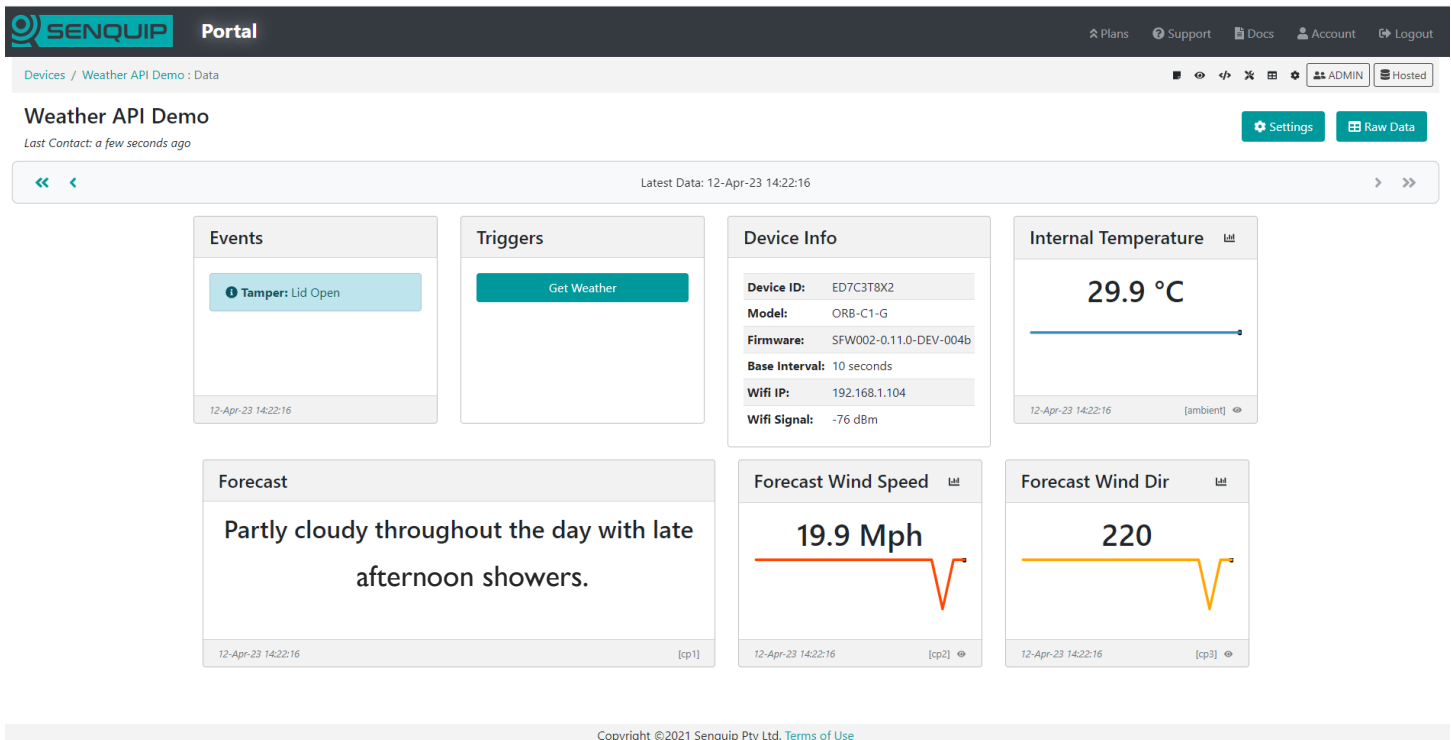 SENQUIP Portal Plans Support Docs Account Logout
Devices / Weather API Demo : Data ADMIN Hosted
Weather API Demo
Last Contact: a few seconds ago
Settings Raw Data
Latest Data: 12-Apr-23 14:22:16
Events
Tamper: Lid Open
12-Apr-23 14:22:16
Triggers
Get Weather
Device Info
Device ID: ED7C3T8X2
Model: ORB-C1-G
Firmware: SFW002-0.11.0-DEV-004b
Base Interval: 10 seconds
Wifi IP: 192.168.1.104
Wifi Signal: -76 dBm
Internal Temperature
29.9 °C
12-Apr-23 14:22:16 [ambient]
Forecast
Partly cloudy throughout the day with late
afternoon showers.
12-Apr-23 14:22:16 [cp1]
Forecast Wind Speed
19.9 Mph
12-Apr-23 14:22:16 [cp2]
Forecast Wind Dir
220
12-Apr-23 14:22:16 [cp3]
Copyright ©2021 Senquip Pty Ltd. Terms of Use